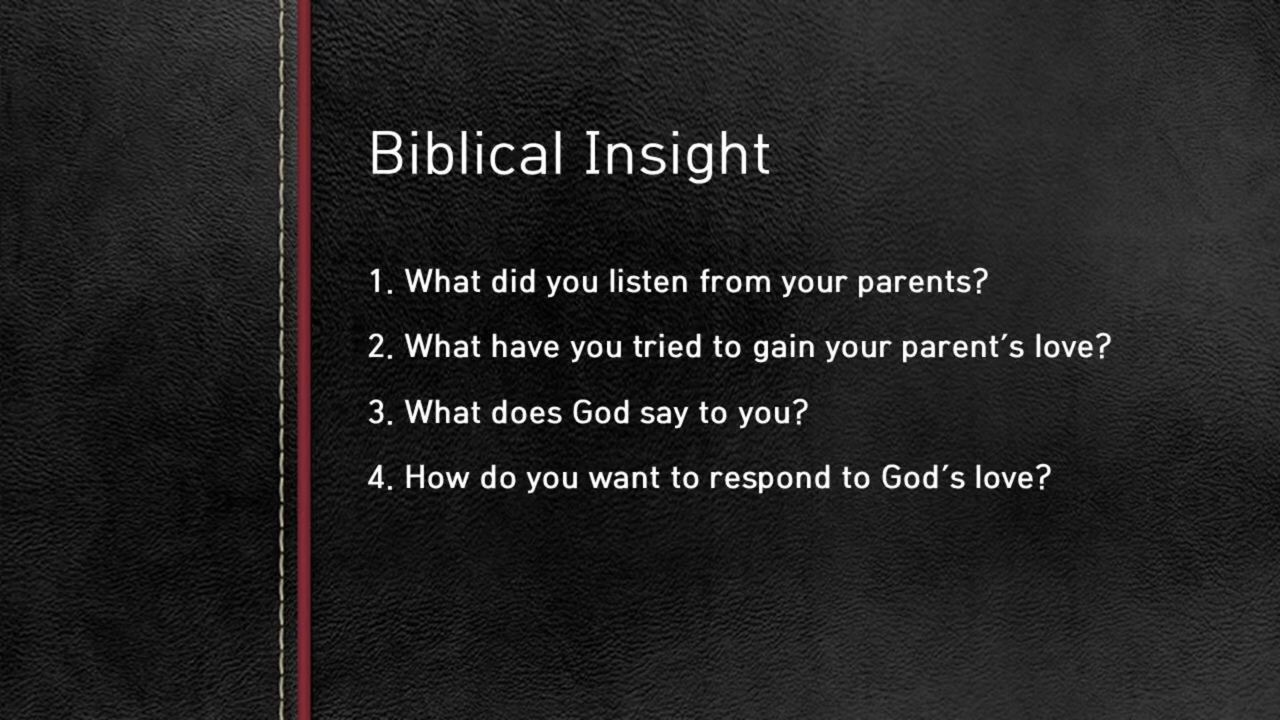 Biblical Insight
1. What did you listen from your parents?
2. What have you tried to gain your parent's love?
3. What does God say to you?
4. How do you want to respond to God's love?